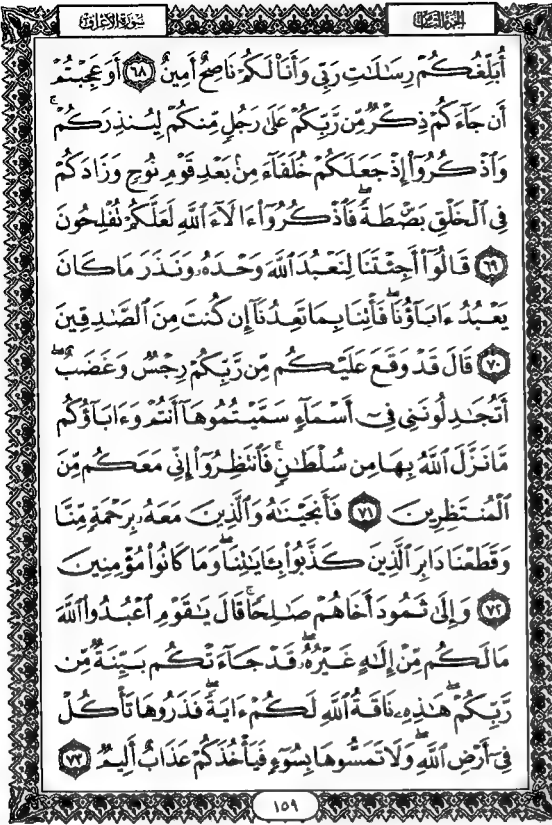 سورة الأعراف
الجزء الثامن
أُبَلِّغُكُمْ رِسَالَاتِ رَبِّي وَأَنَا۠ لَكُمْ نَاصِحٌ أَمِينٌ ٦٨ أَوَعَجِبْتُمْ
أَن جَآءَكُمْ ذِكْرٌ مِّن رَّبِّكُمْ عَلَىٰ رَجُلٍ مِّنكُمْ لِيُنذِرَكُمْ ۚ
وَٱذْكُرُوٓا۟ إِذْ جَعَلَكُمْ خُلَفَآءَ مِنۢ بَعْدِ قَوْمِ نُوحٍ وَزَادَكُمْ
فِى ٱلْخَلْقِ بَصْۜطَةً ۖ فَٱذْكُرُوٓا۟ ءَالَآءَ ٱللَّهِ لَعَلَّكُمْ تُفْلِحُونَ
٦٩ قَالُوٓا۟ أَجِئْتَنَا لِنَعْبُدَ ٱللَّهَ وَحْدَهُۥ وَنَذَرَ مَا كَانَ
يَعْبُدُ ءَابَآؤُنَا ۖ فَأْتِنَا بِمَا تَعِدُنَآ إِن كُنتَ مِنَ ٱلصَّـٰدِقِينَ
٧٠ قَالَ قَدْ وَقَعَ عَلَيْكُم مِّن رَّبِّكُمْ رِجْسٌ وَغَضَبٌ ۖ
أَتُجَـٰدِلُونَنِى فِىٓ أَسْمَآءٍ سَمَّيْتُمُوهَآ أَنتُمْ وَءَابَآؤُكُم
مَّا نَزَّلَ ٱللَّهُ بِهَا مِن سُلْطَـٰنٍ ۚ فَٱنتَظِرُوٓا۟ إِنِّى مَعَكُم مِّنَ
ٱلْمُنتَظِرِينَ ٧١ فَأَنجَيْنَـٰهُ وَٱلَّذِينَ مَعَهُۥ بِرَحْمَةٍ مِّنَّا
وَقَطَعْنَا دَابِرَ ٱلَّذِينَ كَذَّبُوا۟ بِـَٔايَـٰتِنَا ۖ وَمَا كَانُوا۟ مُؤْمِنِينَ
٧٢ وَإِلَىٰ ثَمُودَ أَخَاهُمْ صَـٰلِحًا ۗ قَالَ يَـٰقَوْمِ ٱعْبُدُوا۟ ٱللَّهَ
مَا لَكُم مِّنْ إِلَـٰهٍ غَيْرُهُۥ ۖ قَدْ جَآءَتْكُم بَيِّنَةٌ مِّن
رَّبِّكُمْ ۖ هَـٰذِهِۦ نَاقَةُ ٱللَّهِ لَكُمْ ءَايَةً ۖ فَذَرُوهَا تَأْكُلْ
فِىٓ أَرْضِ ٱللَّهِ ۖ وَلَا تَمَسُّوهَا بِسُوٓءٍ فَيَأْخُذَكُمْ عَذَابٌ أَلِيمٌ ٧٣
١٥٩